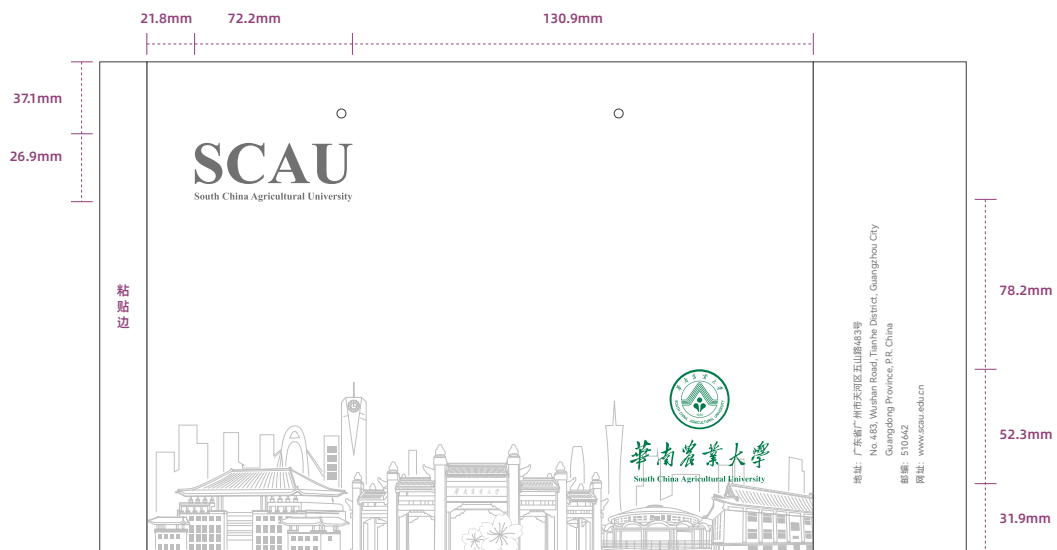 21.8mm
72.2mm
130.9mm
37.1mm
26.9mm
SCAU
South China Agricultural University
粘贴边
華南農業大學
South China Agricultural University
地址：广东省广州市天河区五山路483号
No. 483, Wushan Road, Tianhe District, Guangzhou City
Guangdong Province, P.R. China
邮编：510642
网址：www.scau.edu.cn
78.2mm
52.3mm
31.9mm